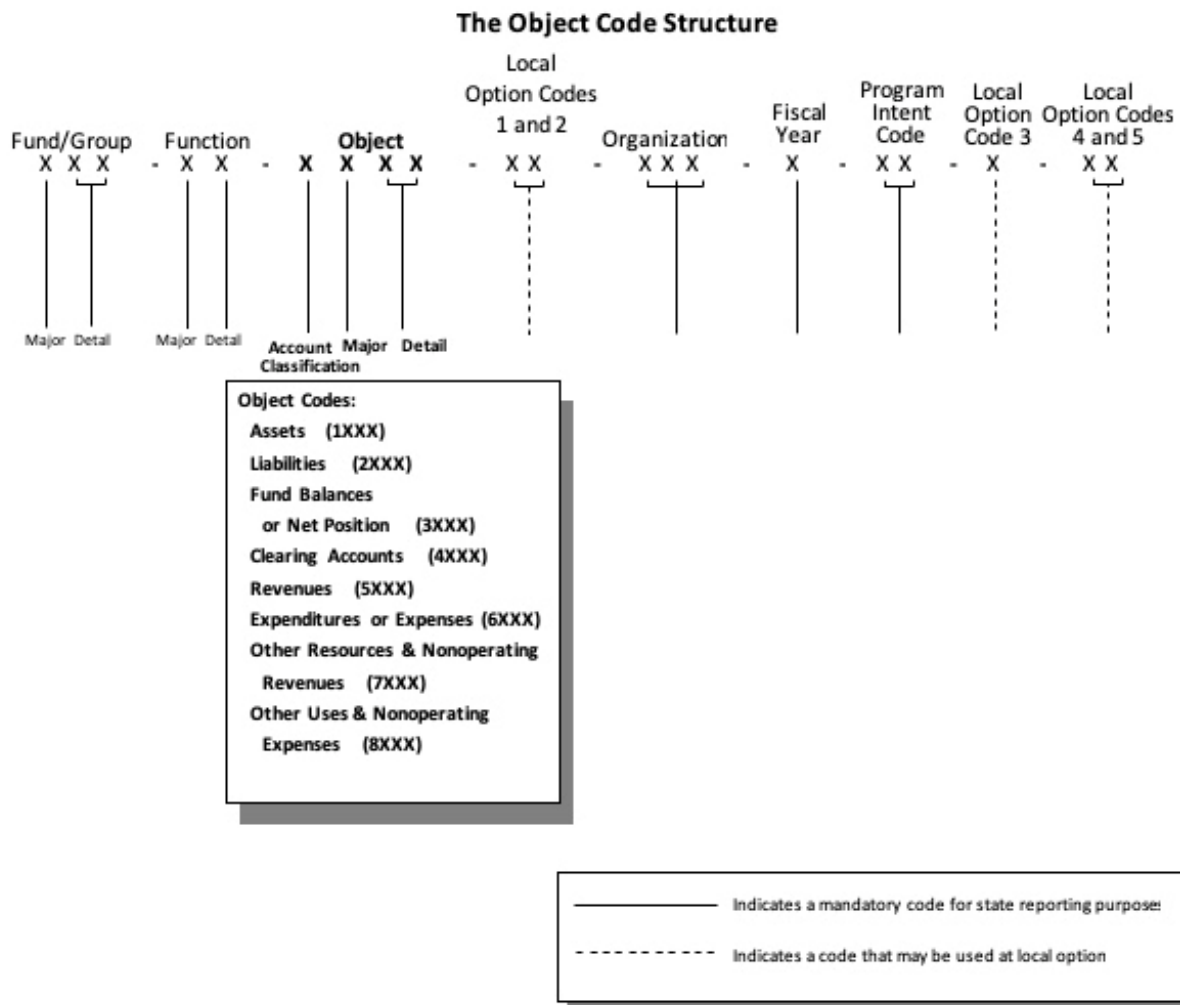 The Object Code Structure
Local
Option Codes
1 and 2
Program
Intent
Code
Local
Option
Code 3
Local
Option Codes
4 and 5
Fiscal
Year
Fund/Group Function Object Organization
X X X - X X - X X X X - X X - X X X - X - X X - X - X X
Major Detal Major Detal
Account Major Detail
Classification
Object Codes:
Assets (1XXX)
Liabilities (2XXX)
Fund Balances
or Net Position (3XXX)
Clearing Accounts (4XXX)
Revenues (5XXX)
Expenditures or Expenses (6XXX)
Other Resources & Nonoperating
Revenues (7XXX)
Other Uses & Nonoperating
Expenses (8XXX)
Indicates a mandatory code for state reporting purposes
Indicates a code that may be used at local option